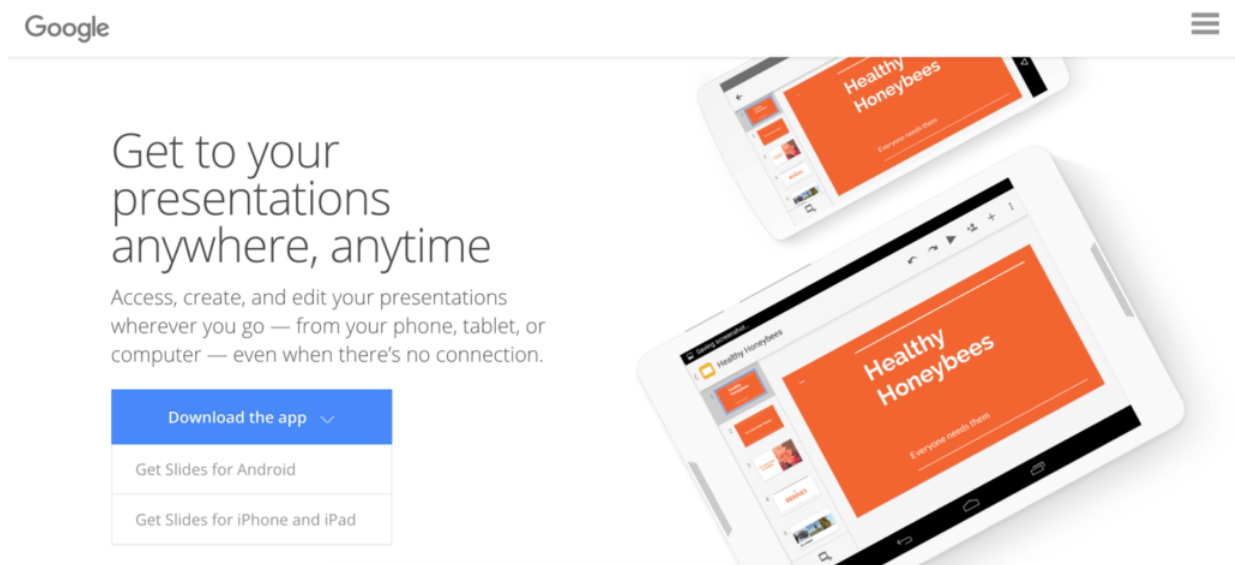 Google
Get to your
presentations
anywhere, anytime
Access, create, and edit your presentations
wherever you go — from your phone, tablet, or
computer — even when there’s no connection.
Download the app
Get Slides for Android
Get Slides for iPhone and iPad
Healthy
Honeybees
Everyone needs them
Saving screenshot...
Healthy Honeybees
Healthy
Honeybees
Everyone needs them